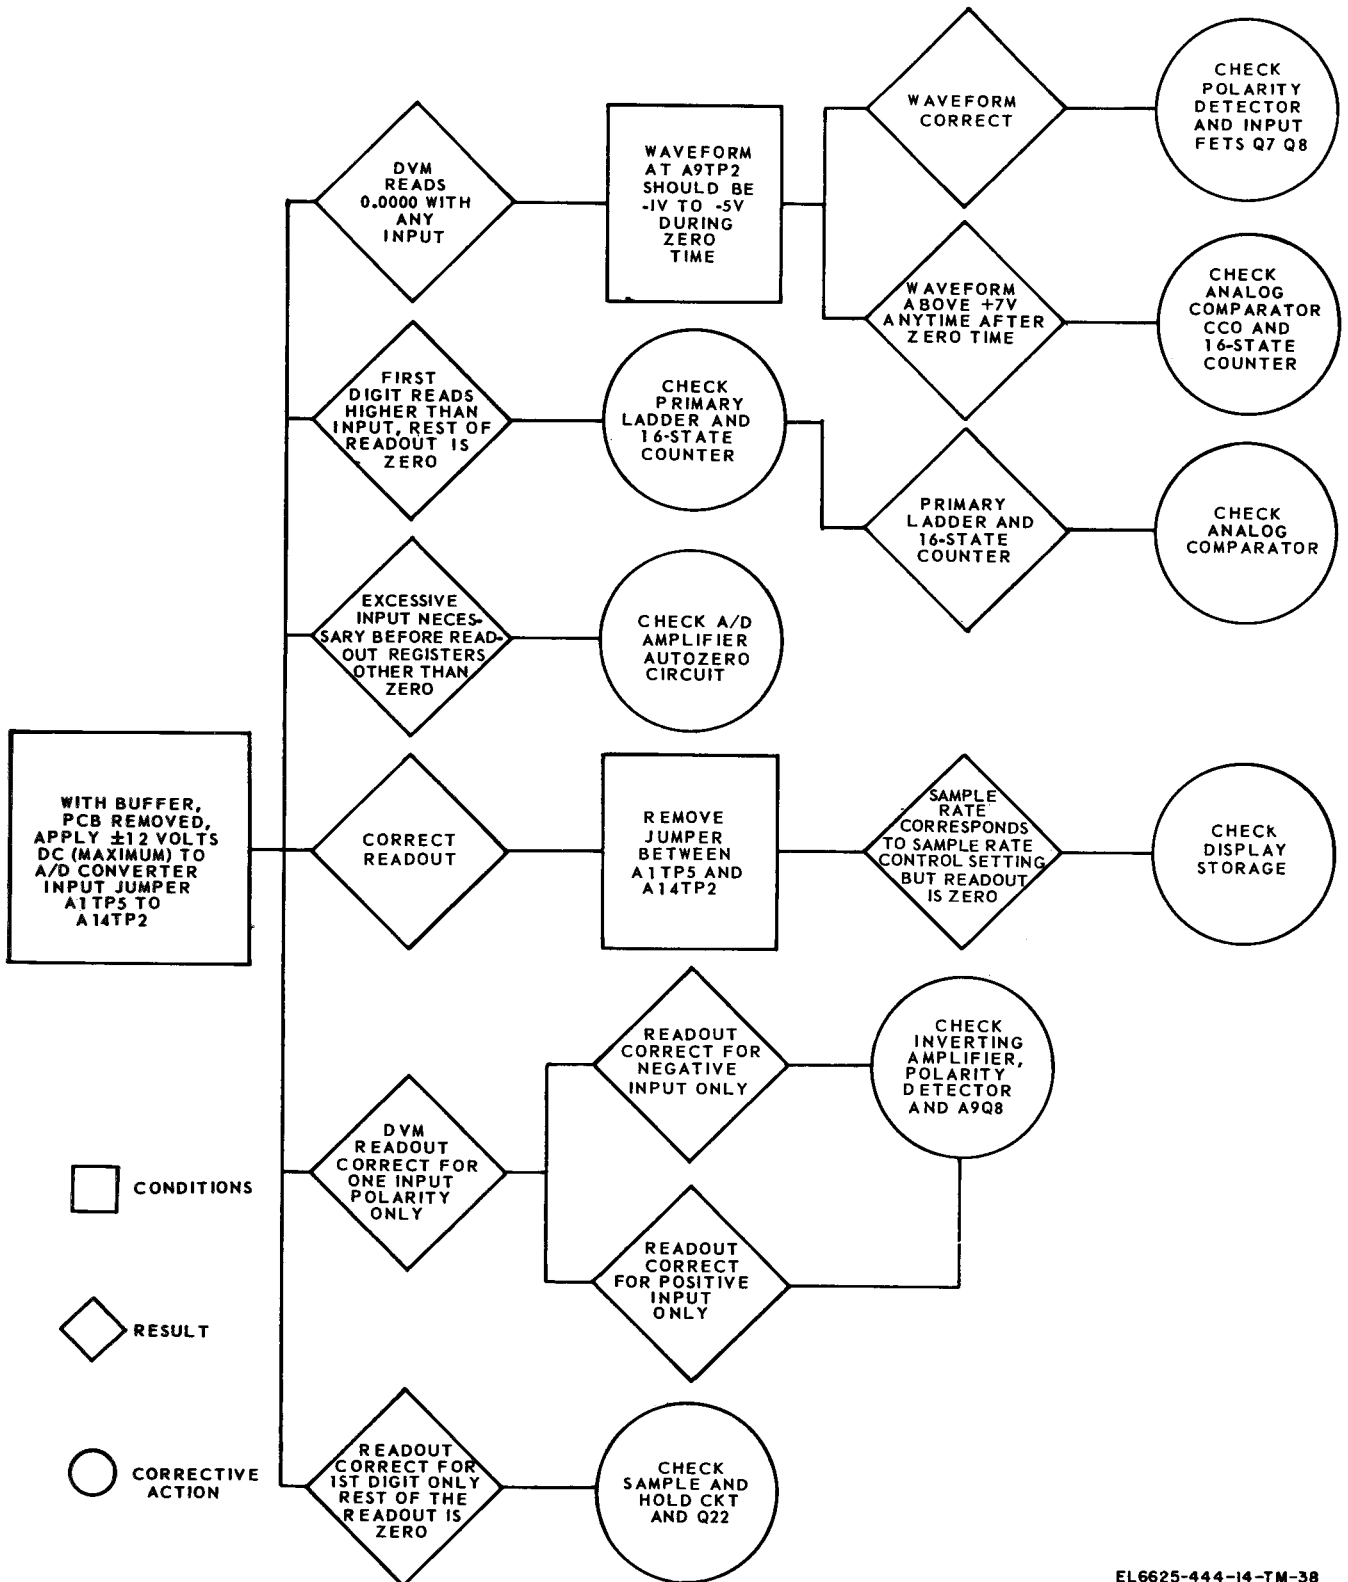 DVM
READS
0.0000 WITH
ANY
INPUT
WAVEFORM
AT A9TP2
SHOULD BE
-1V TO -5V
DURING
ZERO
TIME
WAVEFORM
CORRECT
CHECK
POLARITY
DETECTOR
AND INPUT
FETS Q7 Q8
WAVEFORM
ABOVE +7V
ANYTIME AFTER
ZERO TIME
CHECK
ANALOG
COMPARATOR
CCO AND
16-STATE
COUNTER
FIRST
DIGIT READS
HIGHER THAN
INPUT, REST OF
READOUT IS
ZERO
CHECK
PRIMARY
LADDER AND
16-STATE
COUNTER
PRIMARY
LADDER AND
16-STATE
COUNTER
CHECK
ANALOG
COMPARATOR
EXCESSIVE
INPUT NECES-
SARY BEFORE READ-
OUT REGISTERS
OTHER THAN
ZERO
CHECK A/D
AMPLIFIER
AUTOZERO
CIRCUIT
WITH BUFFER,
PCB REMOVED,
APPLY ±12 VOLTS
DC (MAXIMUM) TO
A/D CONVERTER
INPUT JUMPER
A1TP5 TO
A14TP2
CORRECT
READOUT
REMOVE
JUMPER
BETWEEN
A1TP5 AND
A14TP2
SAMPLE
RATE
CORRESPONDS
TO SAMPLE RATE
CONTROL SETTING
BUT READOUT
IS ZERO
CHECK
DISPLAY
STORAGE
DVM
READOUT
CORRECT FOR
ONE INPUT
POLARITY
ONLY
READOUT
CORRECT FOR
NEGATIVE
INPUT ONLY
CHECK
INVERTING
AMPLIFIER,
POLARITY
DETECTOR
AND A9Q8
READOUT
CORRECT
FOR POSITIVE
INPUT
ONLY
READOUT
CORRECT FOR
1ST DIGIT ONLY
REST OF THE
READOUT IS
ZERO
CHECK
SAMPLE AND
HOLD CKT
AND Q22
CONDITIONS
RESULT
CORRECTIVE
ACTION
EL6625-444-14-TM-38